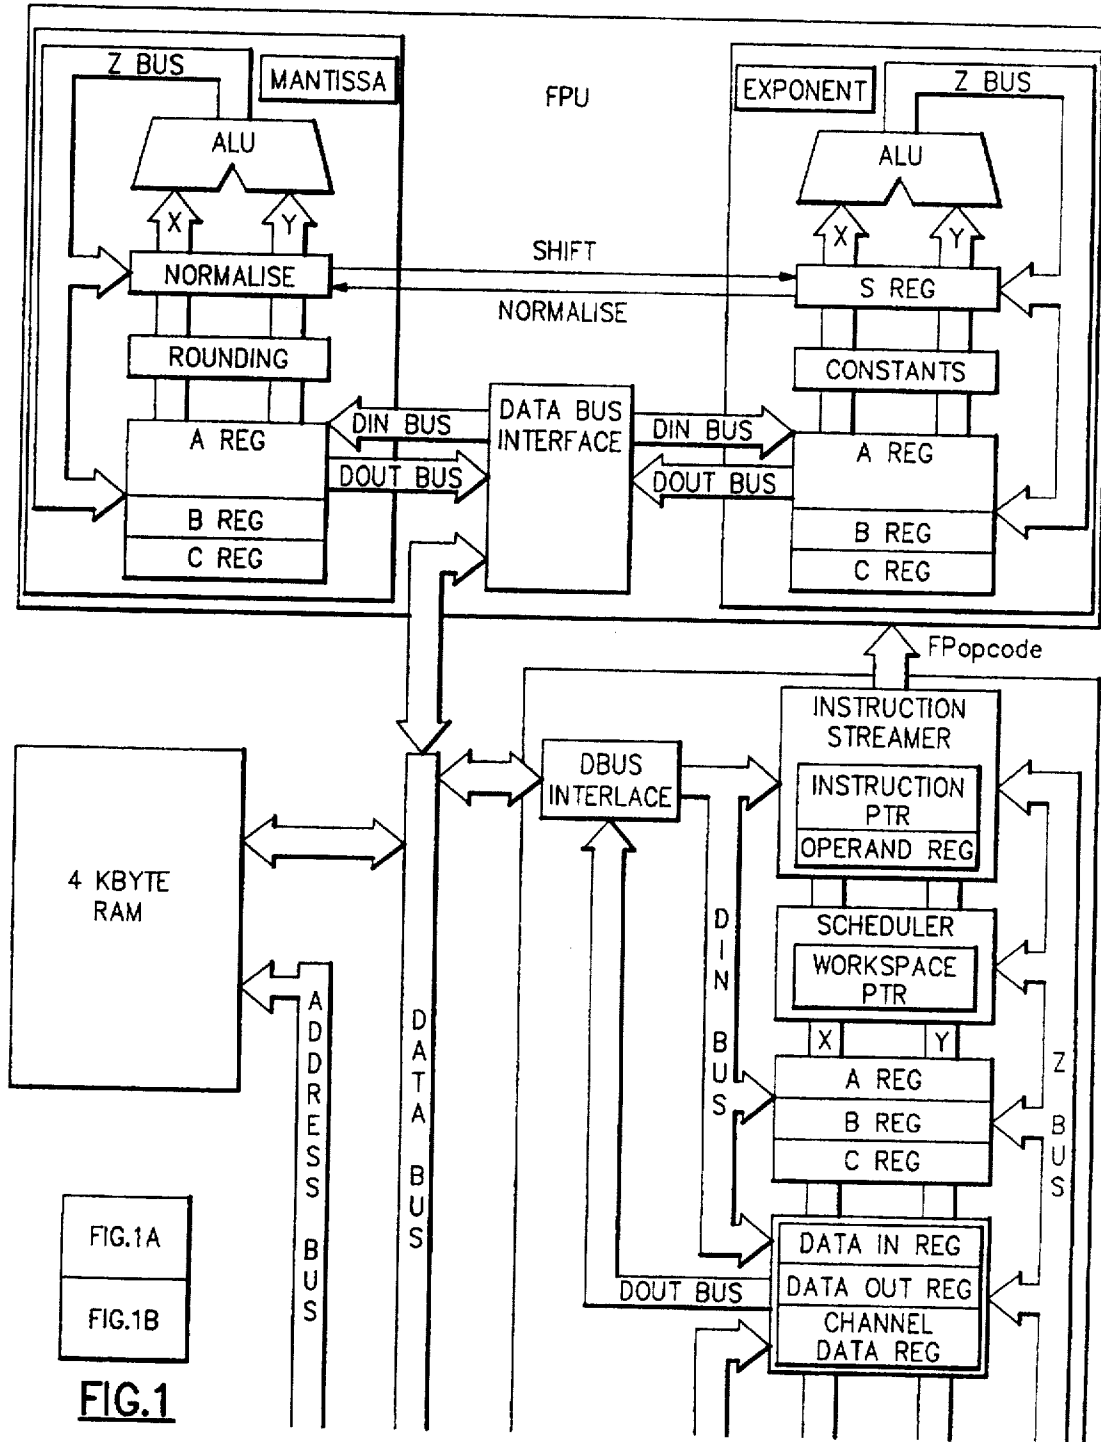 Z BUS
MANTISSA
FPU
EXPONENT
Z BUS
ALU
ALU
X
Y
X
Y
NORMALISE
SHIFT
NORMALISE
S REG
ROUNDING
CONSTANTS
A REG
DIN BUS
DATA BUS
INTERFACE
DIN BUS
A REG
DOUT BUS
DOUT BUS
B REG
C REG
B REG
C REG
FPopcode
INSTRUCTION
STREAMER
INSTRUCTION
PTR
OPERAND REG
DBUS
INTERLACE
4 KBYTE
RAM
SCHEDULER
WORKSPACE
PTR
DIN BUS
ADDRESS BUS
DATA BUS
X
Y
Z BUS
A REG
B REG
C REG
DATA IN REG
DOUT BUS
DATA OUT REG
CHANNEL
DATA REG
FIG.1A
FIG.1B
FIG.1